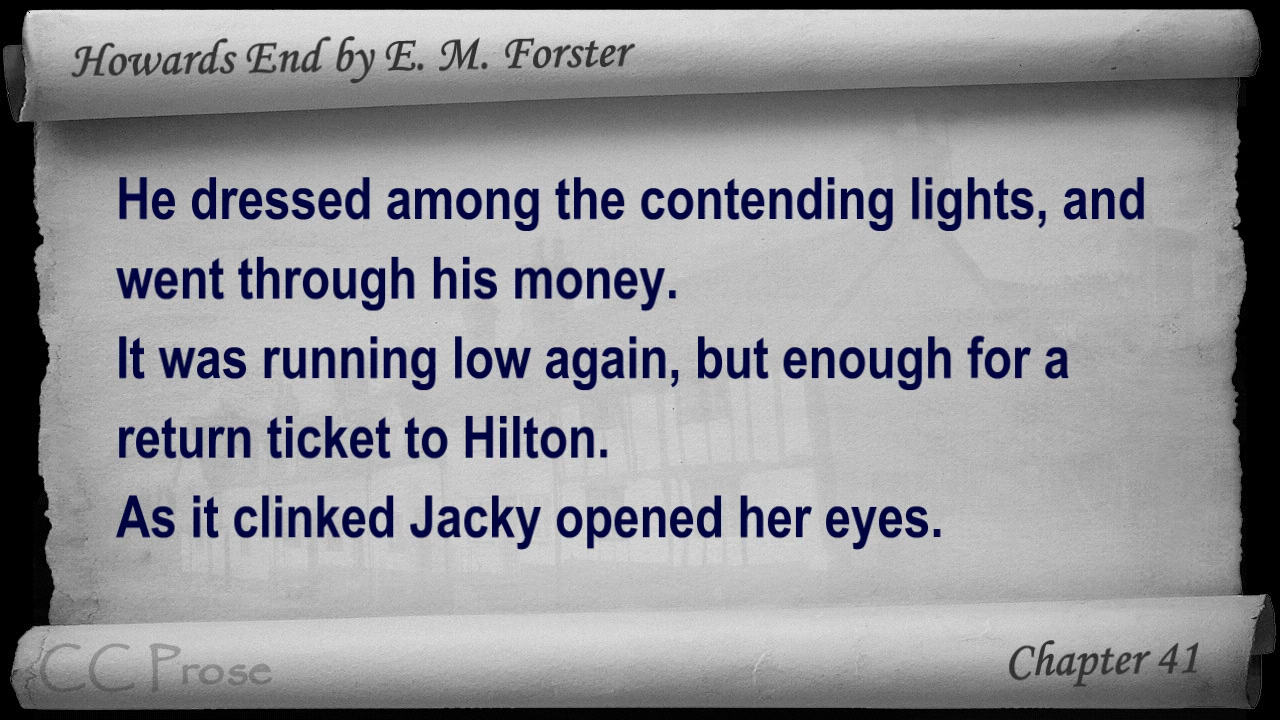 Howards End by E. M. Forster
He dressed among the contending lights, and
went through his money.
It was running low again, but enough for a
return ticket to Hilton.
As it clinked Jacky opened her eyes.
CC Prose
Chapter 41